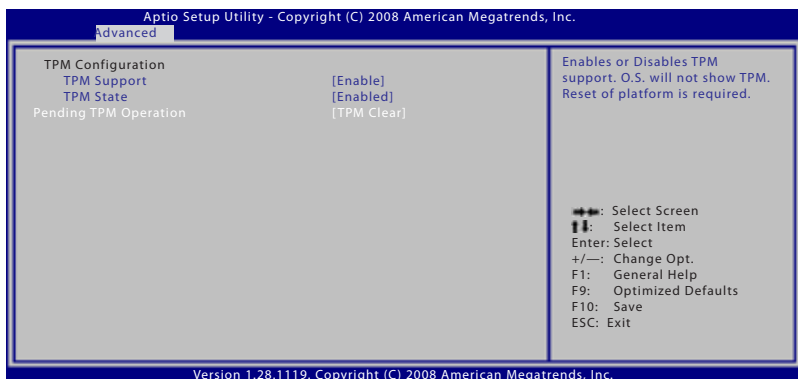 Aptio Setup Utility - Copyright (C) 2008 American Megatrends, Inc.
Advanced
TPM Configuration
TPM Support [Enable]
TPM State [Enabled]
Pending TPM Operation [TPM Clear]
Enables or Disables TPM
support. O.S. will not show TPM.
Reset of platform is required.
→←: Select Screen
↑↓: Select Item
Enter: Select
+/—: Change Opt.
F1: General Help
F9: Optimized Defaults
F10: Save
ESC: Exit
Version 1.28.1119. Copyright (C) 2008 American Megatrends, Inc.